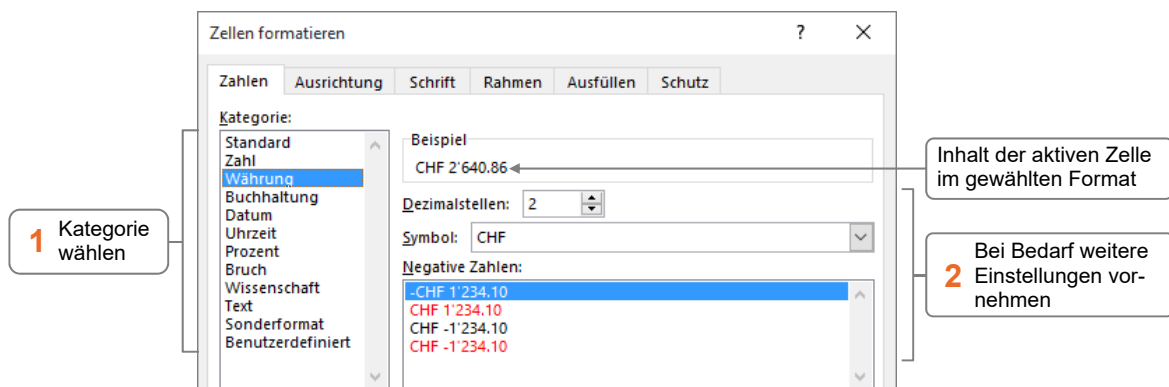 Zellen formatieren ? ×
Zahlen Ausrichtung Schrift Rahmen Ausfüllen Schutz
Kategorie:
Standard
Zahl
Währung
Buchhaltung
Datum
Uhrzeit
Prozent
Bruch
Wissenschaft
Text
Sonderformat
Benutzerdefiniert
Beispiel
CHF 2'640.86
Dezimalstellen: 2
Symbol: CHF
Negative Zahlen:
-CHF 1'234.10
CHF 1'234.10
CHF -1'234.10
CHF -1'234.10
1 Kategorie
wählen
Inhalt der aktiven Zelle
im gewählten Format
2 Bei Bedarf weitere
Einstellungen vor-
nehmen